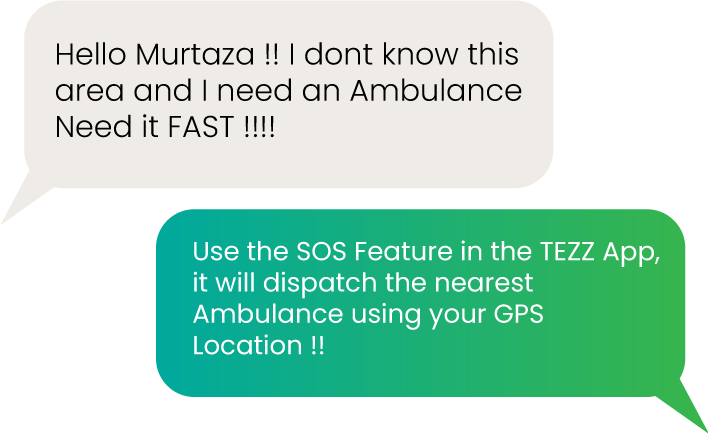 Hello Murtaza !! I dont know this
area and I need an Ambulance
Need it FAST !!!!
Use the SOS Feature in the TEZZ App,
it will dispatch the nearest
Ambulance using your GPS
Location !!